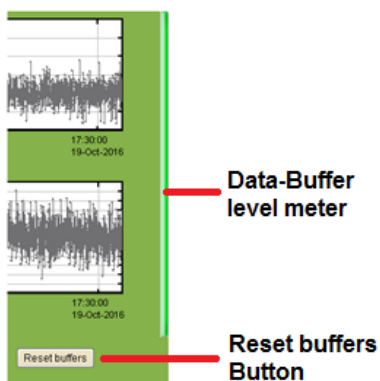 17:30:00
19-Oct-2016
Data-Buffer
level meter
17:30:00
19-Oct-2016
Reset buffers
Reset buffers
Button